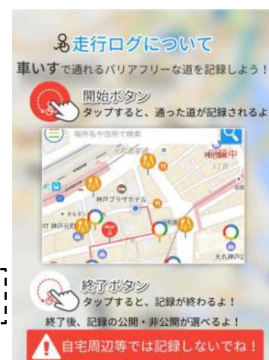 走行ログについて
車いすで通れるバリアフリーな道を記録しよう！
開始ボタン
タップすると、通った道が記録されるよ
場所名や住所で検索
神戸プラザホテル
終了ボタン
タップすると、記録が終わるよ！
終了後、記録の公開・非公開が選べるよ！
自宅周辺等では記録しないでね！